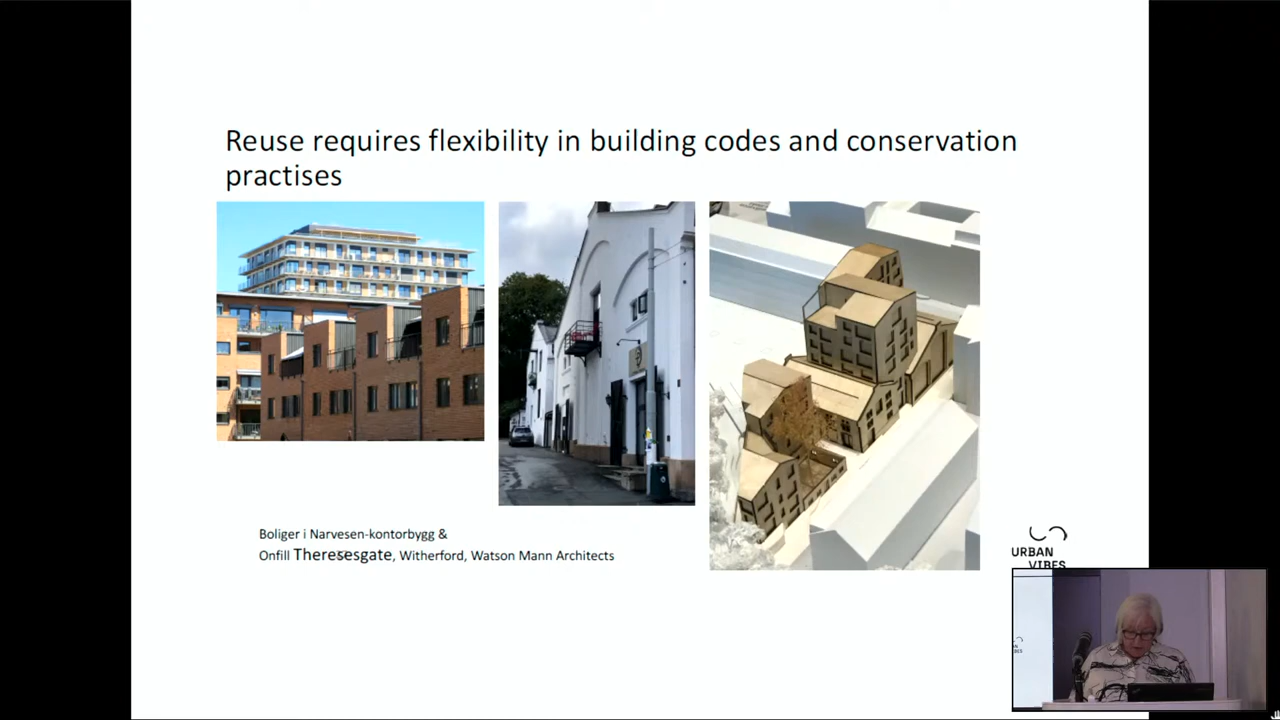 Reuse requires flexibility in building codes and conservation
practises
Boliger i Narvesen-kontorbygg &
Onfill Theresesgate, Witherford, Watson Mann Architects
URBAN
VIBES